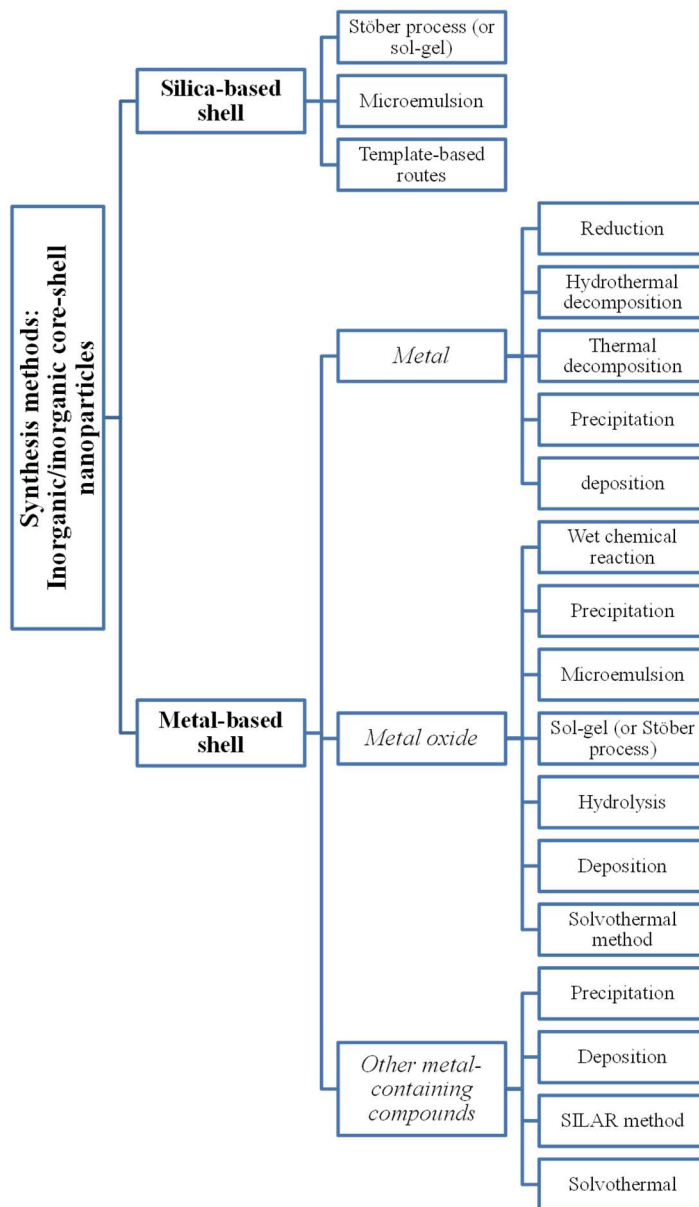 Synthesis methods:
Inorganic/inorganic core-shell
nanoparticles
Silica-based
shell
Stöber process (or
sol-gel)
Microemulsion
Template-based
routes
Metal-based
shell
Metal
Reduction
Hydrothermal
decomposition
Thermal
decomposition
Precipitation
deposition
Metal oxide
Wet chemical
reaction
Precipitation
Microemulsion
Sol-gel (or Stöber
process)
Hydrolysis
Deposition
Solvothermal
method
Other metal-
containing
compounds
Precipitation
Deposition
SILAR method
Solvothermal